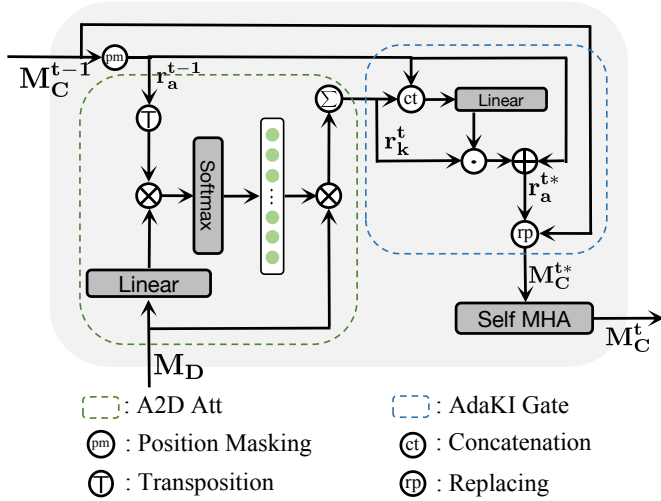 M_C^{t-1}
pm
r_a^{t-1}
T
Softmax
...
Linear
M_D
Σ
ct
Linear
r_k^t
r_a^{t*}
rp
M_C^{t*}
Self MHA
M_C^t
: A2D Att
: AdaKI Gate
pm : Position Masking
ct : Concatenation
T : Transposition
rp : Replacing